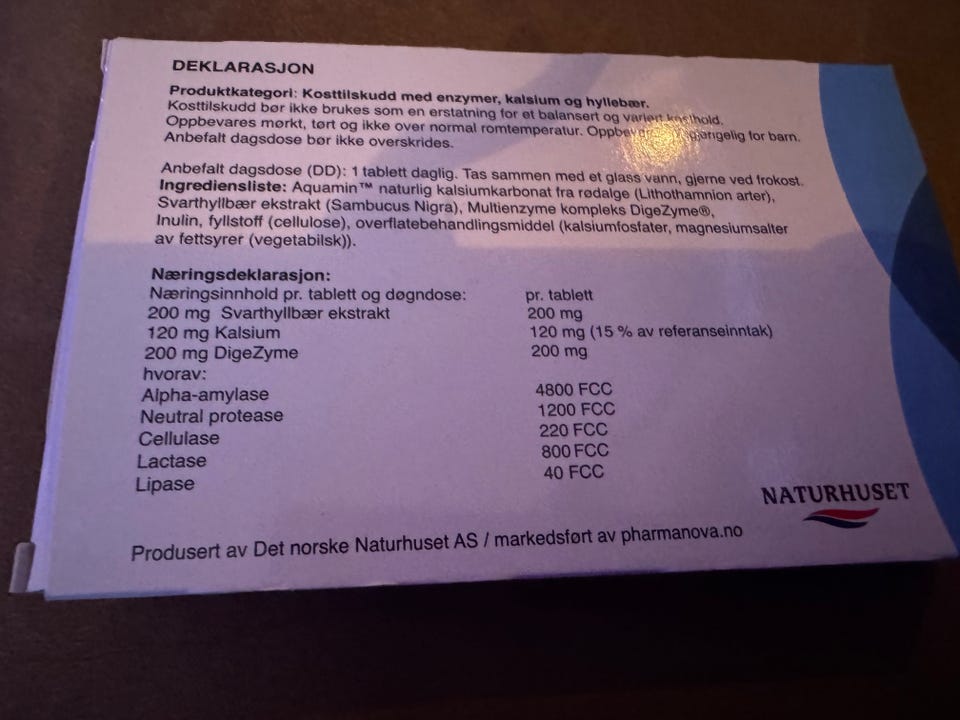 DEKLARASJON
Produktkategori: Kosttilskudd med enzymer, kalsium og hyllebær.
Kosttilskudd bør ikke brukes som en erstatning for et balansert og variert kosthold.
Oppbevares mørkt, tørt og ikke over normal romtemperatur. for barn.
Anbefalt dagsdose bør ikke overskrides.
Anbefalt dagsdose (DD): 1 tablett daglig. Tas sammen med et glass vann, gjerne ved frokost.
Ingrediensliste: Aquamin™ naturlig kalsiumkarbonat fra rødalge (Lithothamnion arter),
Svarthyllbær ekstrakt (Sambucus Nigra), Multienzyme kompleks DigeZyme®,
Inulin, fyllstoff (cellulose), overflatebehandlingsmiddel (kalsiumfosfater, magnesiumsalter
av fettsyrer (vegetabilsk)).
Næringsdeklarasjon:
Næringsinnhold pr. tablett og døgndose: pr. tablett
200 mg Svarthyllbær ekstrakt 200 mg
120 mg Kalsium 120 mg (15 % av referanseinntak)
200 mg DigeZyme 200 mg
hvorav:
Alpha-amylase 4800 FCC
Neutral protease 1200 FCC
Cellulase 220 FCC
Lactase 800 FCC
Lipase 40 FCC
NATURHUSET
Produsert av Det norske Naturhuset AS / markedsført av pharmanova.no